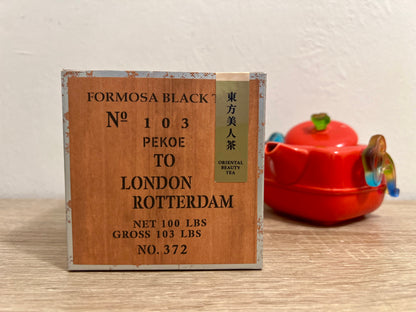 FORMOSA BLACK T
Nº 103
PEKOE
TO
LONDON
ROTTERDAM
NET 100 LBS
GROSS 103 LBS
NO. 372
東方美人茶
ORIENTAL
BEAUTY
TEA